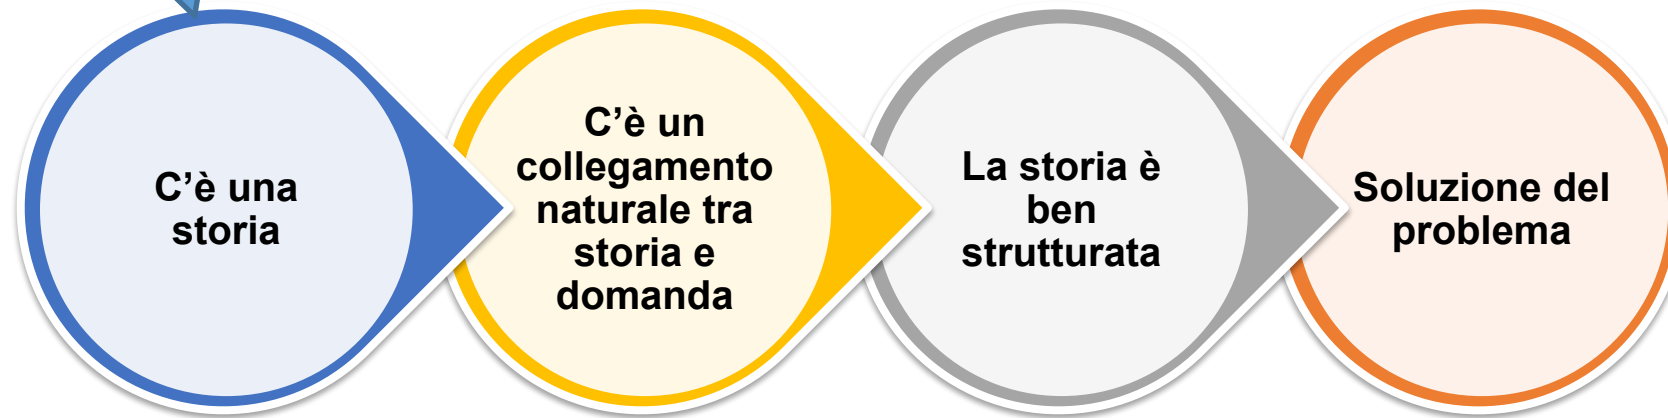 C’è una
storia
C’è un
collegamento
naturale tra
storia e
domanda
La storia è
ben
strutturata
Soluzione del
problema